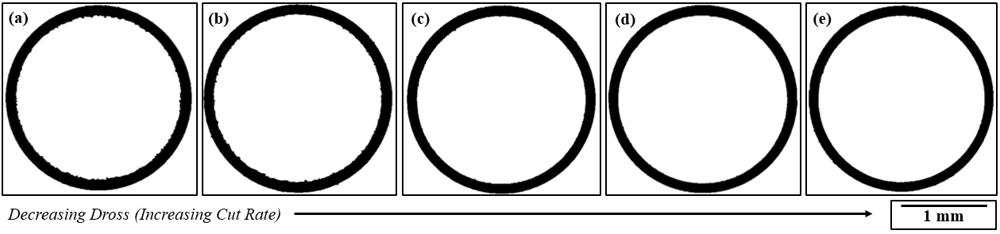 (a)
(b)
(c)
(d)
(e)
Decreasing Dross (Increasing Cut Rate)
1 mm